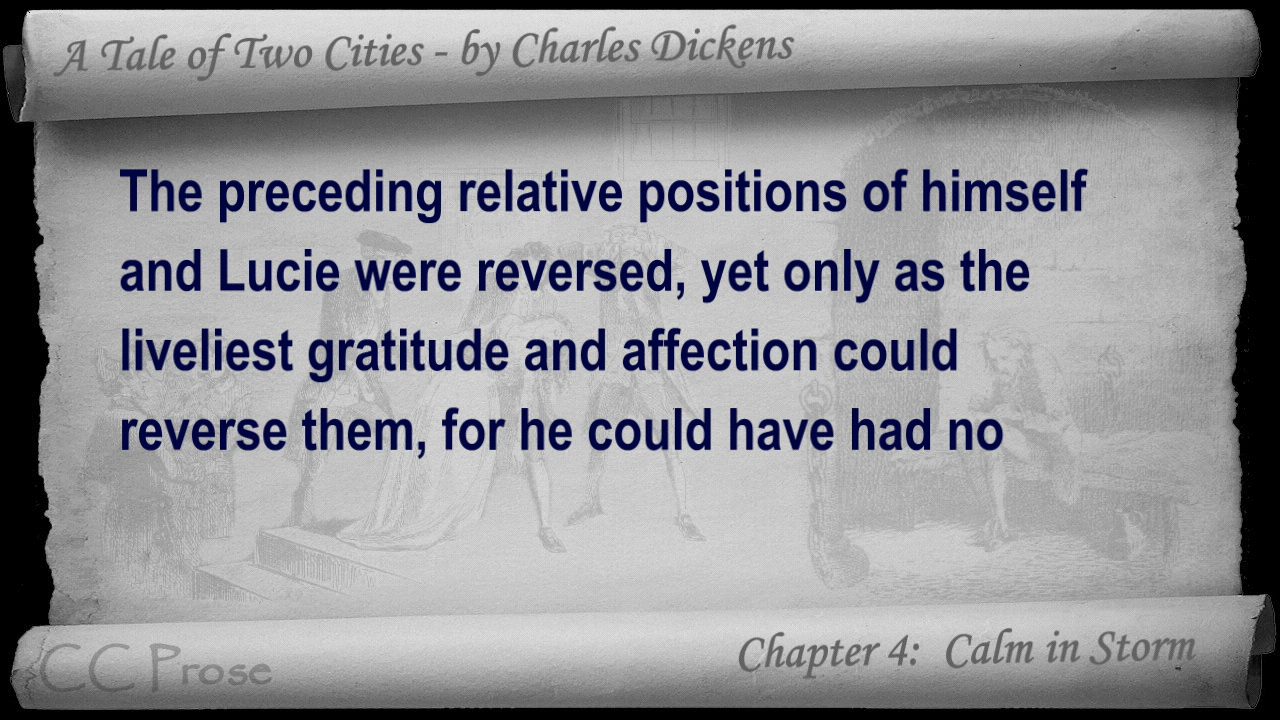 A Tale of Two Cities - by Charles Dickens
The preceding relative positions of himself
and Lucie were reversed, yet only as the
liveliest gratitude and affection could
reverse them, for he could have had no
CC Prose
Chapter 4: Calm in Storm